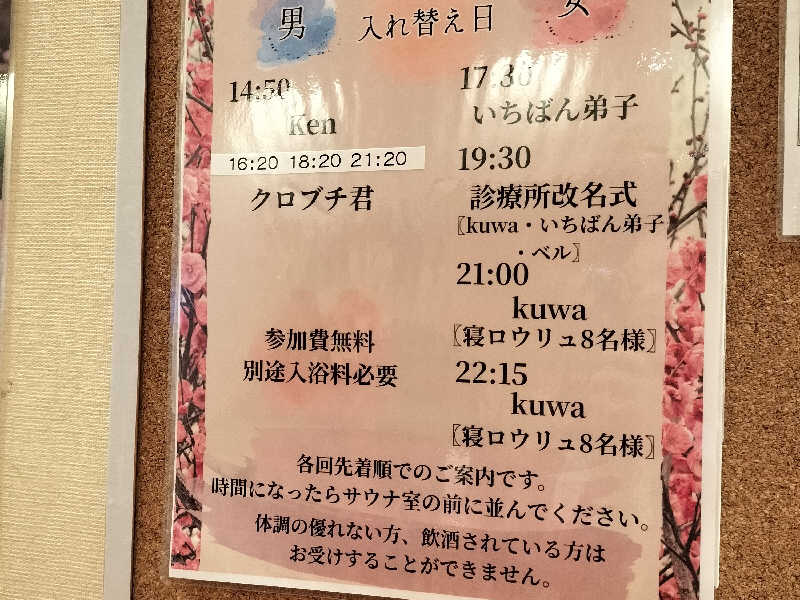 男
入れ替え日
女
14:50
Ken
16:20 18:20 21:20
クロブチ君
参加費無料
別途入浴料必要
17:30
いちばん弟子
19:30
診療所改名式
〖kuwa・いちばん弟子
・ベル〗
21:00
kuwa
〖寝ロウリュ8名様〗
22:15
kuwa
〖寝ロウリュ8名様〗
各回先着順でのご案内です。
時間になったらサウナ室の前に並んでください。
体調の優れない方、飲酒されている方は
お受けすることができません。